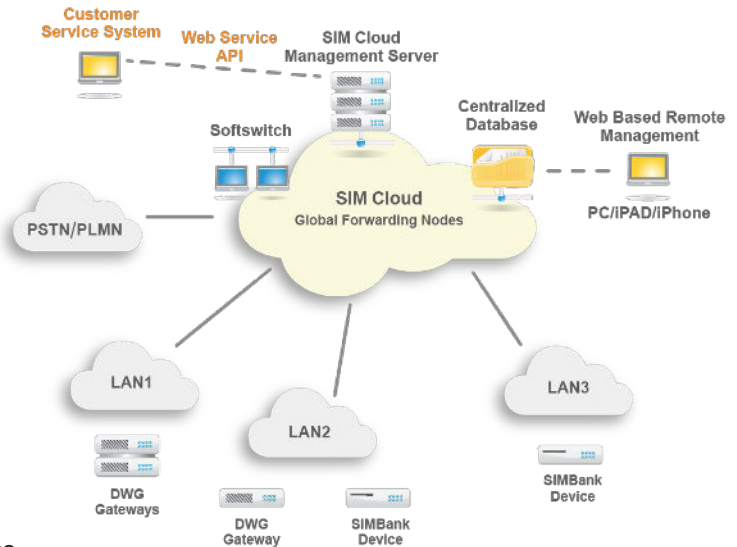 Customer
Service System
Web Service
API
SIM Cloud
Management Server
Centralized
Database
Web Based Remote
Management
Softswitch
SIM Cloud
Global Forwarding Nodes
PC/iPAD/iPhone
PSTN/PLMN
LAN1
LAN2
LAN3
DWG
Gateways
DWG
Gateway
SIMBank
Device
SIMBank
Device